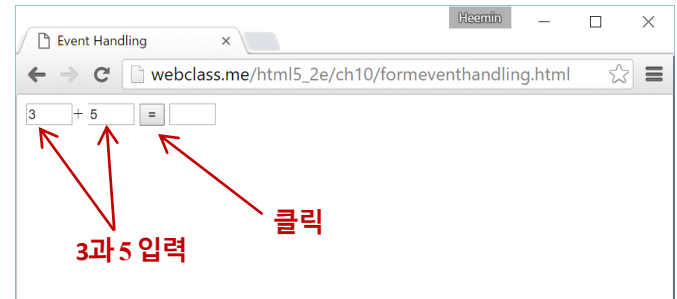 Heemin
Event Handling
webclass.me/html5_2e/ch10/formeventhandling.html
3 + 5 =
클릭
3과 5 입력